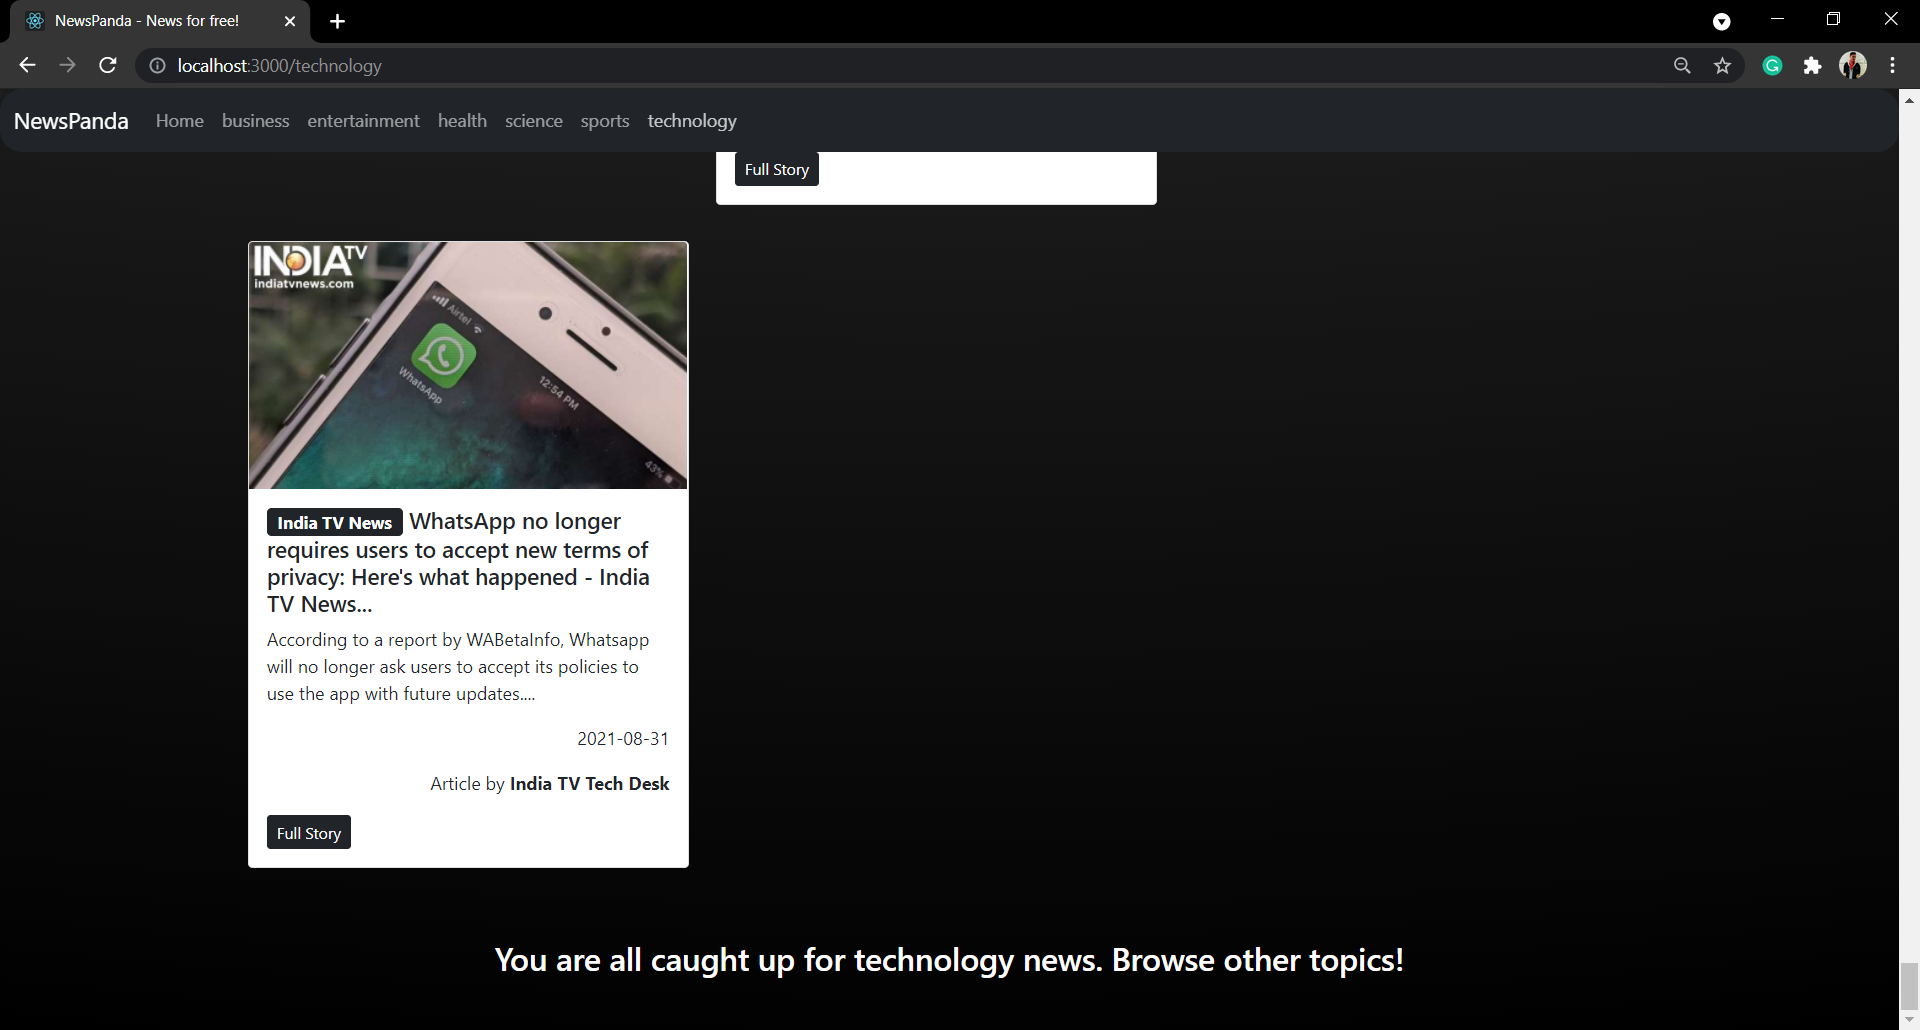 NewsPanda - News for free!
localhost:3000/technology
NewsPanda Home business entertainment health science sports technology
Full Story
INDIA TV
indiatvnews.com
Airtel
WhatsApp
12:54 PM
43%
India TV News WhatsApp no longer
requires users to accept new terms of
privacy: Here's what happened - India
TV News...
According to a report by WABetaInfo, Whatsapp
will no longer ask users to accept its policies to
use the app with future updates....
2021-08-31
Article by India TV Tech Desk
Full Story
You are all caught up for technology news. Browse other topics!